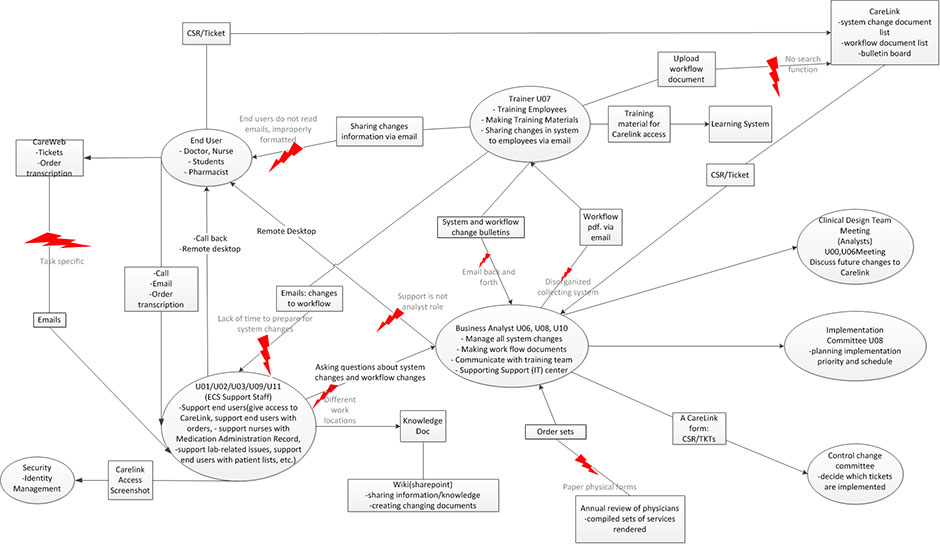 CareLink
-system change document
list
-workflow document list
-bulletin board
CSR/Ticket
Upload
workflow
document
No search
function
Trainer U07
- Training Employees
- Making Training Materials
- Sharing changes in system
to employees via email
Training
material for
Carelink access
Learning System
End users do not read
emails, improperly
formatted
Sharing changes
information via email
End User
- Doctor, Nurse
- Students
- Pharmacist
CareWeb
-Tickets
-Order
transcription
CSR/Ticket
System and workflow
change bulletins
Workflow
pdf. via
email
Clinical Design Team
Meeting
(Analysts)
U00,U06Meeting
Discuss future changes to
Carelink
Remote Desktop
-Call back
-Remote desktop
Task specific
Email back and
forth
Disorganized
collecting system
-Call
-Email
-Order
transcription
Emails: changes
to workflow
Support is not
analyst role
Emails
Lack of time to prepare for
system changes
Business Analyst U06, U08, U10
- Manage all system changes
- Making work flow documents
- Communicate with training team
- Supporting Support (IT) center
Implementation
Committee U08
-planning implementation
priority and schedule
Asking questions about system
changes and workflow changes
U01/U02/U03/U09/U11
(ECS Support Staff)
-Support end users(give access to
CareLink, support end users with
orders, - support nurses with
Medication Administration Record,
-support lab-related issues, support
end users with patient lists, etc.)
Different
work
locations
Knowledge
Doc
Order sets
A CareLink
form:
CSR/TKTs
Control change
committee
-decide which tickets
are implemented
Security
-Identity
Management
Carelink
Access
Screenshot
Wiki(sharepoint)
-sharing information/knowledge
-creating changing documents
Paper physical forms
Annual review of physicians
-compiled sets of services
rendered